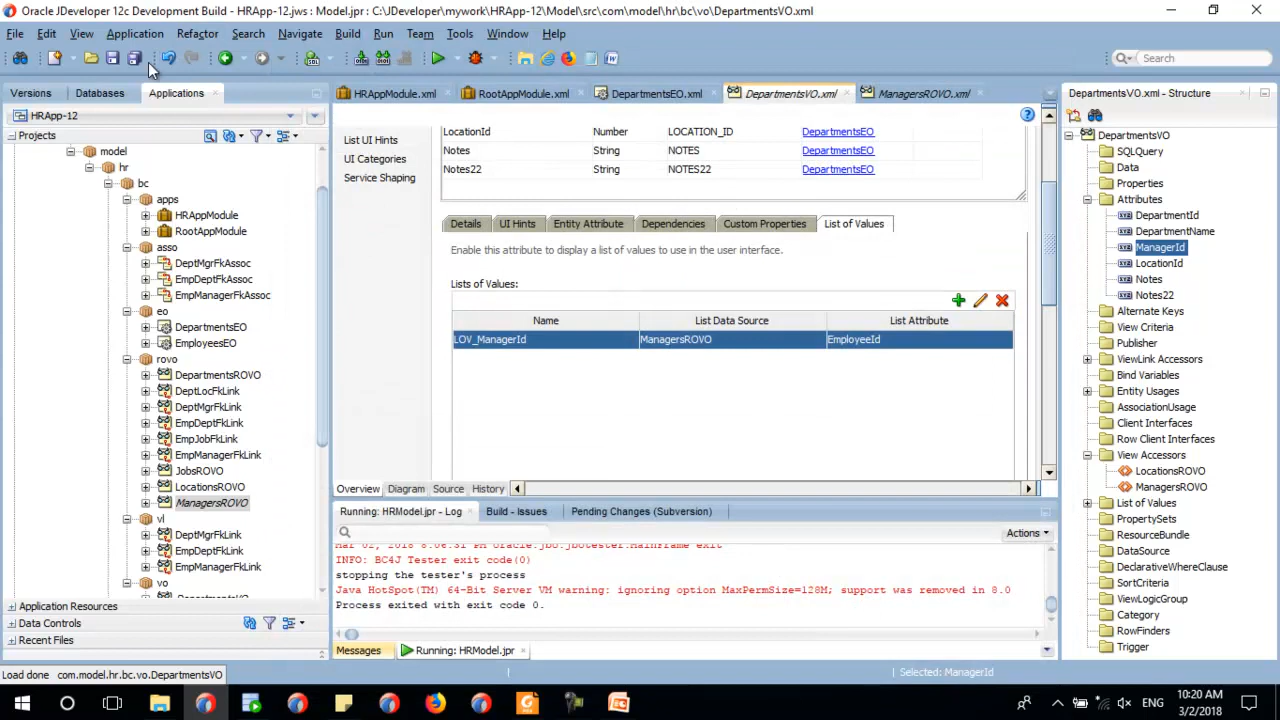 Oracle JDeveloper 12c Development Build - HRApp-12.jws : Model.jpr : C:\JDeveloper\mywork\HRApp-12\Model\src\com\model\hr\bc\vo\DepartmentsVO.xml
File Edit View Application Refactor Search Navigate Build Run Team Tools Window Help
Search
Versions Databases Applications
HRApp-12
Projects
model
hr
bc
apps
HRAppModule
RootAppModule
asso
DeptMgrFkAssoc
EmpDeptFkAssoc
EmpManagerFkAssoc
eo
DepartmentsEO
EmployeesEO
rovo
DepartmentsROVO
DeptLocFkLink
DeptMgrFkLink
EmpDeptFkLink
EmpJobFkLink
EmpManagerFkLink
JobsROVO
LocationsROVO
ManagersROVO
vl
DeptMgrFkLink
EmpDeptFkLink
EmpManagerFkLink
vo
Application Resources
Data Controls
Recent Files
Load done com.model.hr.bc.vo.DepartmentsVO
HRAppModule.xml RootAppModule.xml DepartmentsEO.xml DepartmentsVO.xml ManagersROVO.xml
List UI Hints
UI Categories
Service Shaping
LocationId Number LOCATION_ID DepartmentsEO
Notes String NOTES DepartmentsEO
Notes22 String NOTES22 DepartmentsEO
Details UI Hints Entity Attribute Dependencies Custom Properties List of Values
Enable this attribute to display a list of values to use in the user interface.
Lists of Values:
Name List Data Source List Attribute
LOV_ManagerId ManagersROVO EmployeeId
Overview Diagram Source History
Running: HRModel.jpr - Log Build - Issues Pending Changes (Subversion)
Actions
Mar 02, 2018 8:06:31 PM oracle.jbo.jbotester.MainFrame exit
INFO: BC4J Tester exit code(0)
stopping the tester's process
Java HotSpot(TM) 64-Bit Server VM warning: ignoring option MaxPermSize=128M; support was removed in 8.0
Process exited with exit code 0.
Messages Running: HRModel.jpr
Selected: ManagerId
DepartmentsVO.xml - Structure
DepartmentsVO
SQLQuery
Data
Properties
Attributes
DepartmentId
DepartmentName
ManagerId
LocationId
Notes
Notes22
Alternate Keys
View Criteria
Publisher
ViewLink Accessors
Bind Variables
Entity Usages
AssociationUsage
Client Interfaces
Row Client Interfaces
View Accessors
LocationsROVO
ManagersROVO
List of Values
PropertySets
ResourceBundle
DataSource
DeclarativeWhereClause
SortCriteria
ViewLogicGroup
Category
RowFinders
Trigger
ENG
10:20 AM
3/2/2018